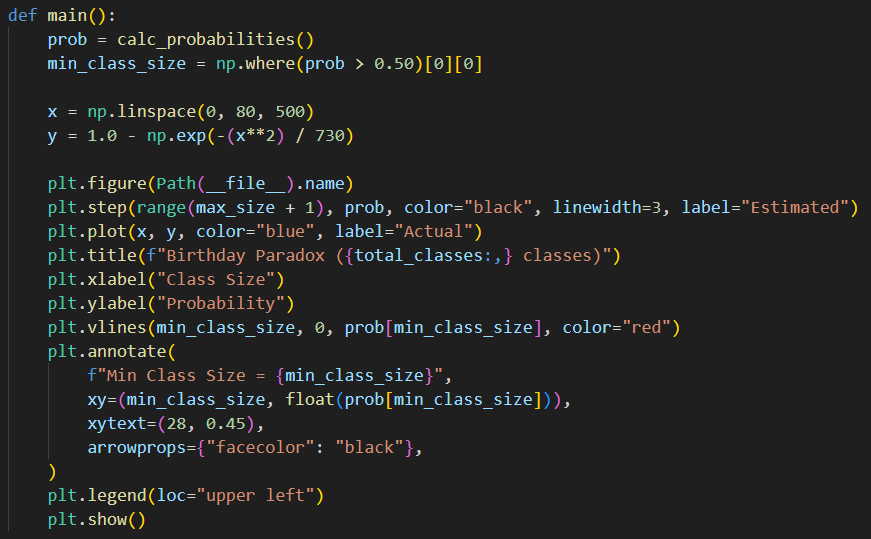 def main():
    prob = calc_probabilities()
    min_class_size = np.where(prob > 0.50)[0][0]

    x = np.linspace(0, 80, 500)
    y = 1.0 - np.exp(-(x**2) / 730)

    plt.figure(Path(__file__).name)
    plt.step(range(max_size + 1), prob, color="black", linewidth=3, label="Estimated")
    plt.plot(x, y, color="blue", label="Actual")
    plt.title(f"Birthday Paradox ({total_classes:,} classes)")
    plt.xlabel("Class Size")
    plt.ylabel("Probability")
    plt.vlines(min_class_size, 0, prob[min_class_size], color="red")
    plt.annotate(
        f"Min Class Size = {min_class_size}",
        xy=(min_class_size, float(prob[min_class_size])),
        xytext=(28, 0.45),
        arrowprops={"facecolor": "black"},
    )
    plt.legend(loc="upper left")
    plt.show()